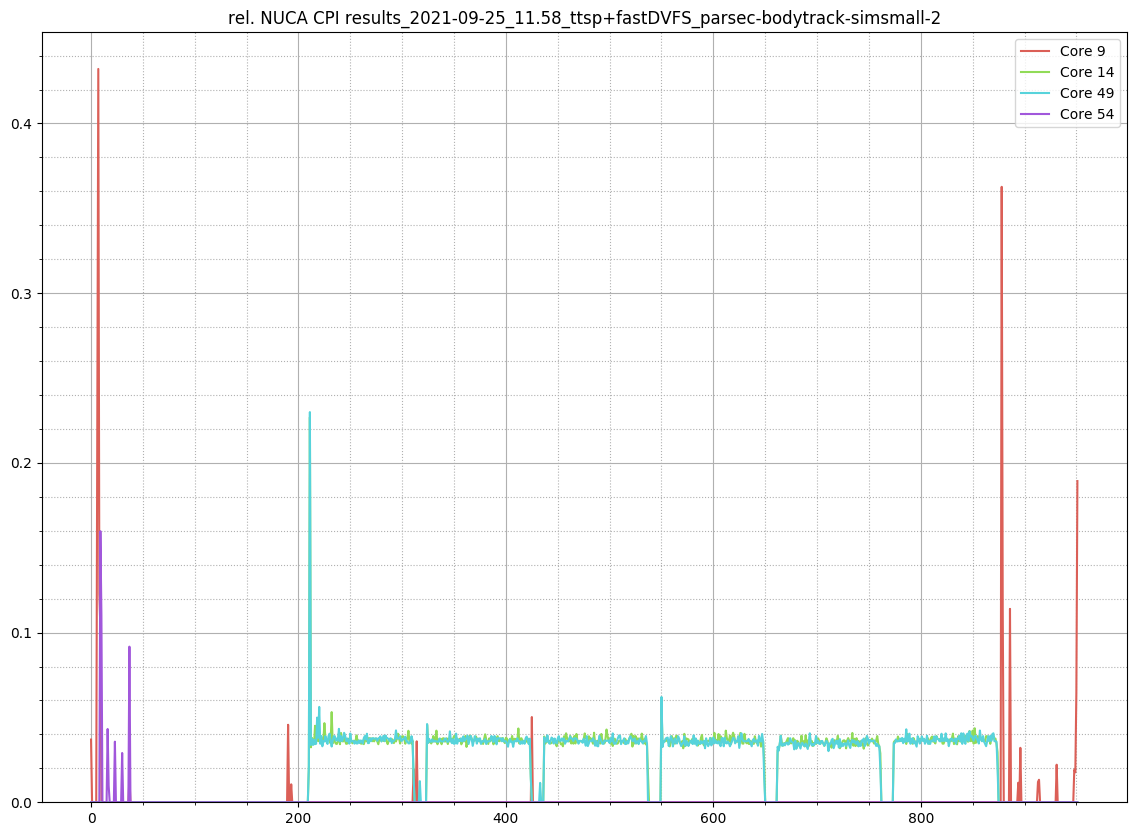 rel. NUCA CPI results_2021-09-25_11.58_ttsp+fastDVFS_parsec-bodytrack-simsmall-2
Core 9
Core 14
Core 49
Core 54
0.4
0.3
0.2
0.1
0.0
0 200 400 600 800